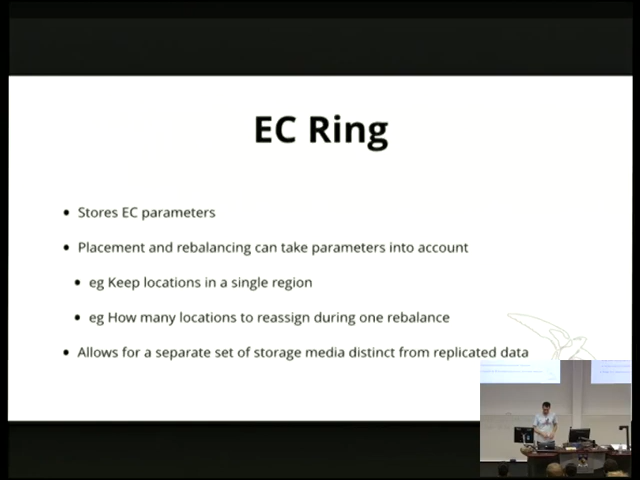 EC Ring
• Stores EC parameters
• Placement and rebalancing can take parameters into account
• eg Keep locations in a single region
• eg How many locations to reassign during one rebalance
• Allows for a separate set of storage media distinct from replicated data